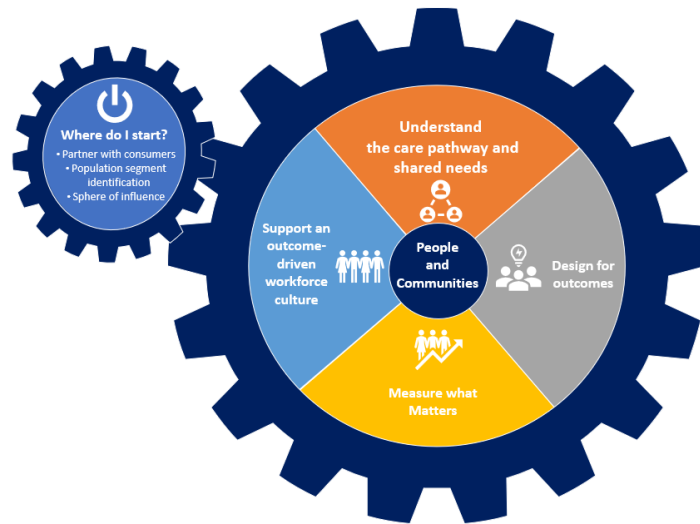 Where do I start?
• Partner with consumers
• Population segment
identification
• Sphere of influence
Understand
the care pathway and
shared needs
Support an
outcome-
driven
workforce
culture
People
and
Communities
Design for
outcomes
Measure what
Matters